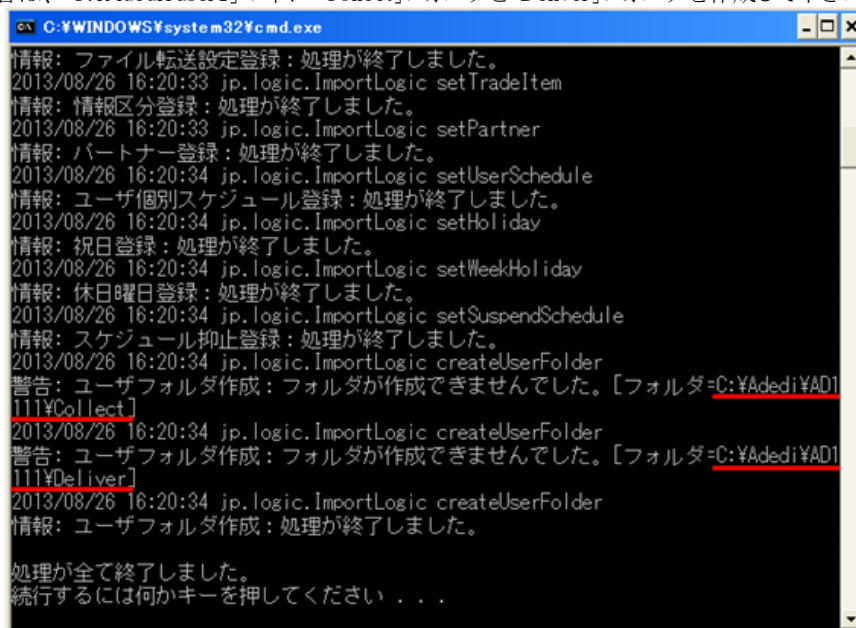 C:¥WINDOWS¥system32¥cmd.exe
情報: ファイル転送設定登録：処理が終了しました。
2013/08/26 16:20:33 jp.logic.ImportLogic setTradeItem
情報: 情報区分登録：処理が終了しました。
2013/08/26 16:20:33 jp.logic.ImportLogic setPartner
情報: パートナー登録：処理が終了しました。
2013/08/26 16:20:34 jp.logic.ImportLogic setUserSchedule
情報: ユーザ個別スケジュール登録：処理が終了しました。
2013/08/26 16:20:34 jp.logic.ImportLogic setHoliday
情報: 祝日登録：処理が終了しました。
2013/08/26 16:20:34 jp.logic.ImportLogic setWeekHoliday
情報: 休日曜日登録：処理が終了しました。
2013/08/26 16:20:34 jp.logic.ImportLogic setSuspendSchedule
情報: スケジュール抑止登録：処理が終了しました。
2013/08/26 16:20:34 jp.logic.ImportLogic createUserFolder
警告: ユーザフォルダ作成：フォルダが作成できませんでした。[フォルダ=C:¥Adedi¥AD1
111¥Collect]
2013/08/26 16:20:34 jp.logic.ImportLogic createUserFolder
警告: ユーザフォルダ作成：フォルダが作成できませんでした。[フォルダ=C:¥Adedi¥AD1
111¥Deliver]
2013/08/26 16:20:34 jp.logic.ImportLogic createUserFolder
情報: ユーザフォルダ作成：処理が終了しました。
処理が全て終了しました。
続行するには何かキーを押してください . . .